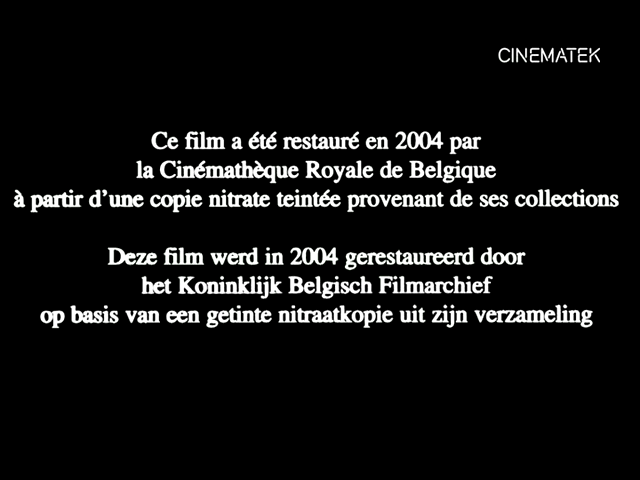 CINEMATEK
Ce film a été restauré en 2004 par
la Cinémathèque Royale de Belgique
à partir d'une copie nitrate teintée provenant de ses collections
Deze film werd in 2004 gerestaureerd door
het Koninklijk Belgisch Filmarchief
op basis van een getinte nitraatkopie uit zijn verzameling